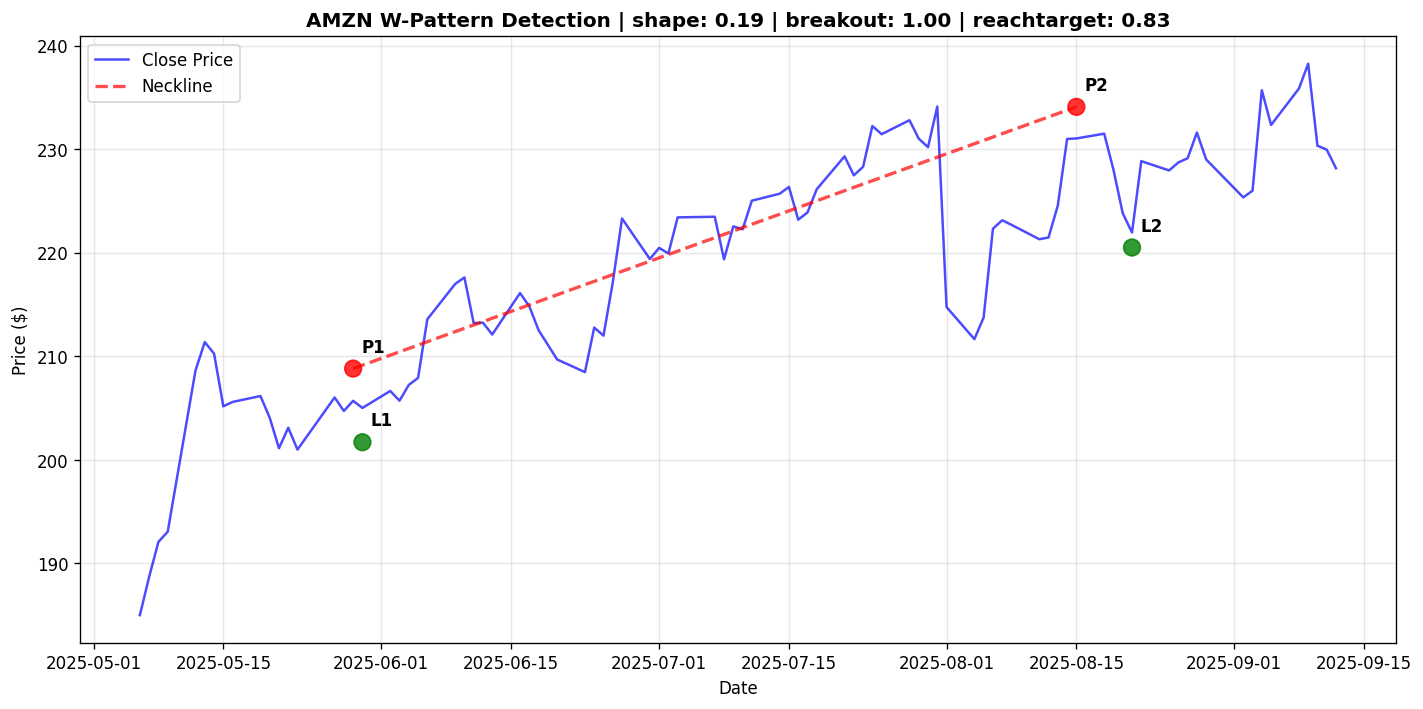 AMZN W-Pattern Detection | shape: 0.19 | breakout: 1.00 | reachtarget: 0.83
Close Price
Neckline
P1
L1
P2
L2
Price ($)
240
230
220
210
200
190
2025-05-01 2025-05-15 2025-06-01 2025-06-15 2025-07-01 2025-07-15 2025-08-01 2025-08-15 2025-09-01 2025-09-15
Date